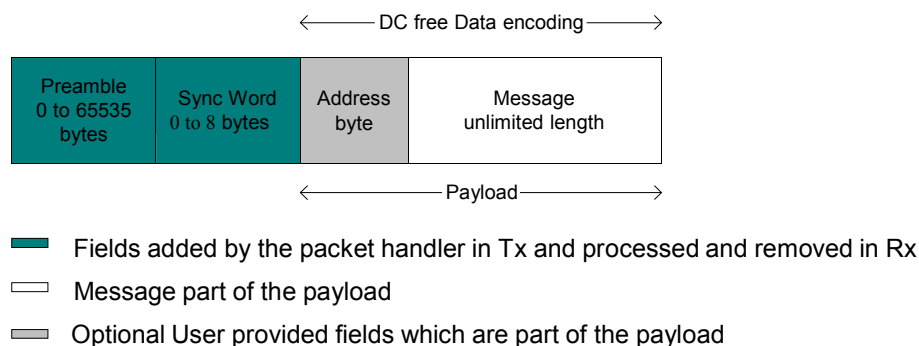 DC free Data encoding
Preamble
0 to 65535
bytes
Sync Word
0 to 8 bytes
Address
byte
Message
unlimited length
Payload
Fields added by the packet handler in Tx and processed and removed in Rx
Message part of the payload
Optional User provided fields which are part of the payload